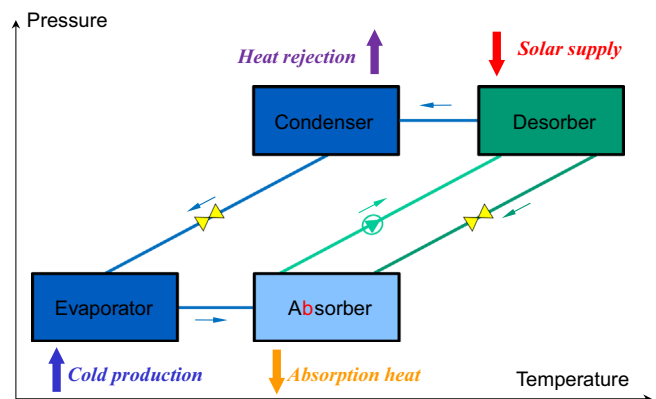 Pressure
Heat rejection
Solar supply
Condenser
Desorber
Evaporator
Absorber
Cold production
Absorption heat
Temperature